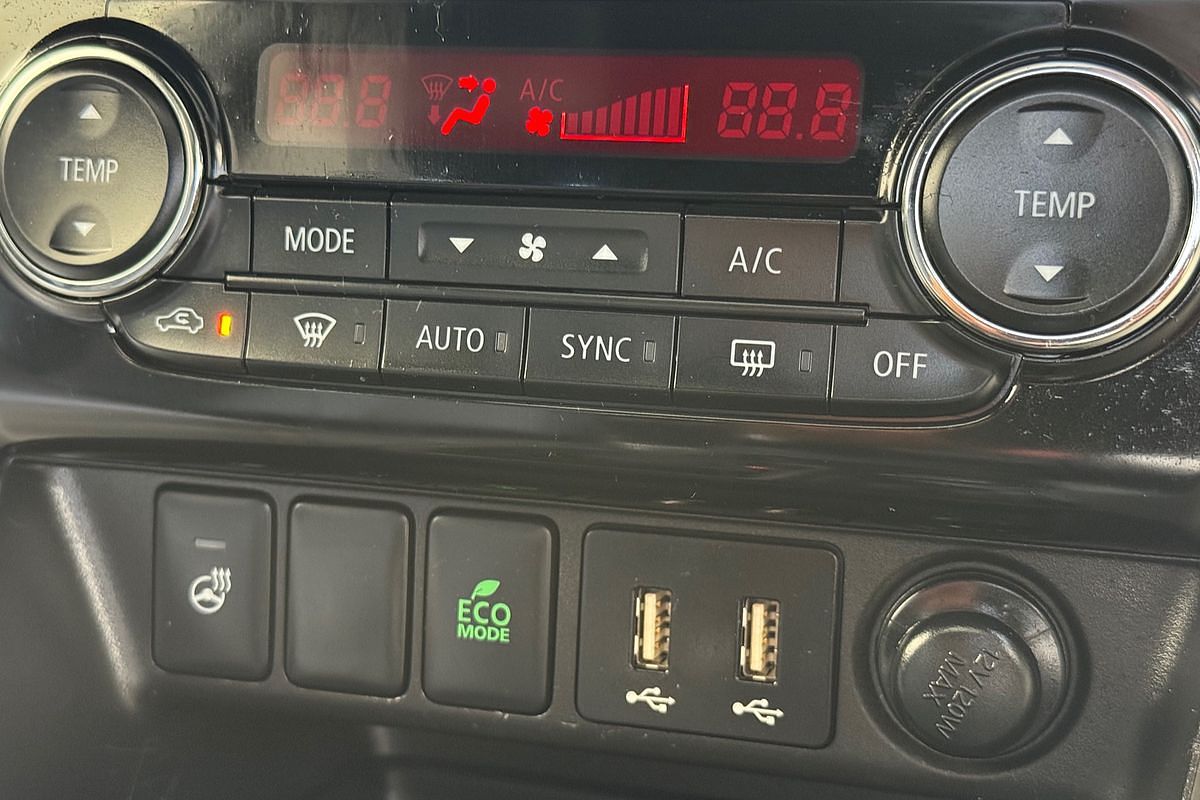 88.8
A/C
88.8
TEMP
TEMP
MODE
A/C
AUTO
SYNC
OFF
ECO
MODE
12V 120W
MAX